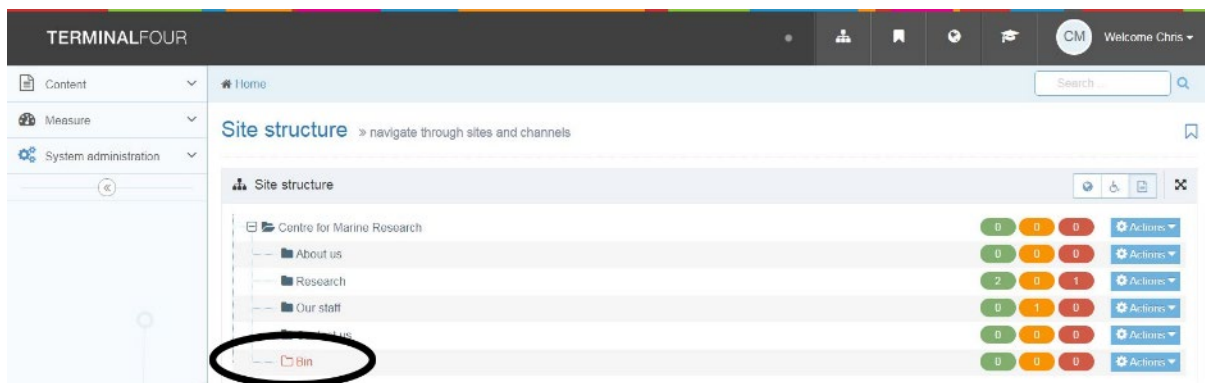 TERMINALFOUR
CM Welcome Chris
Content
Home
Search ...
Measure
Site structure » navigate through sites and channels
System administration
Site structure
Centre for Marine Research 0 0 0 Actions
About us 0 0 0 Actions
Research 2 0 1 Actions
Our staff 0 1 0 Actions
us 0 0 0 Actions
Bin 0 0 0 Actions